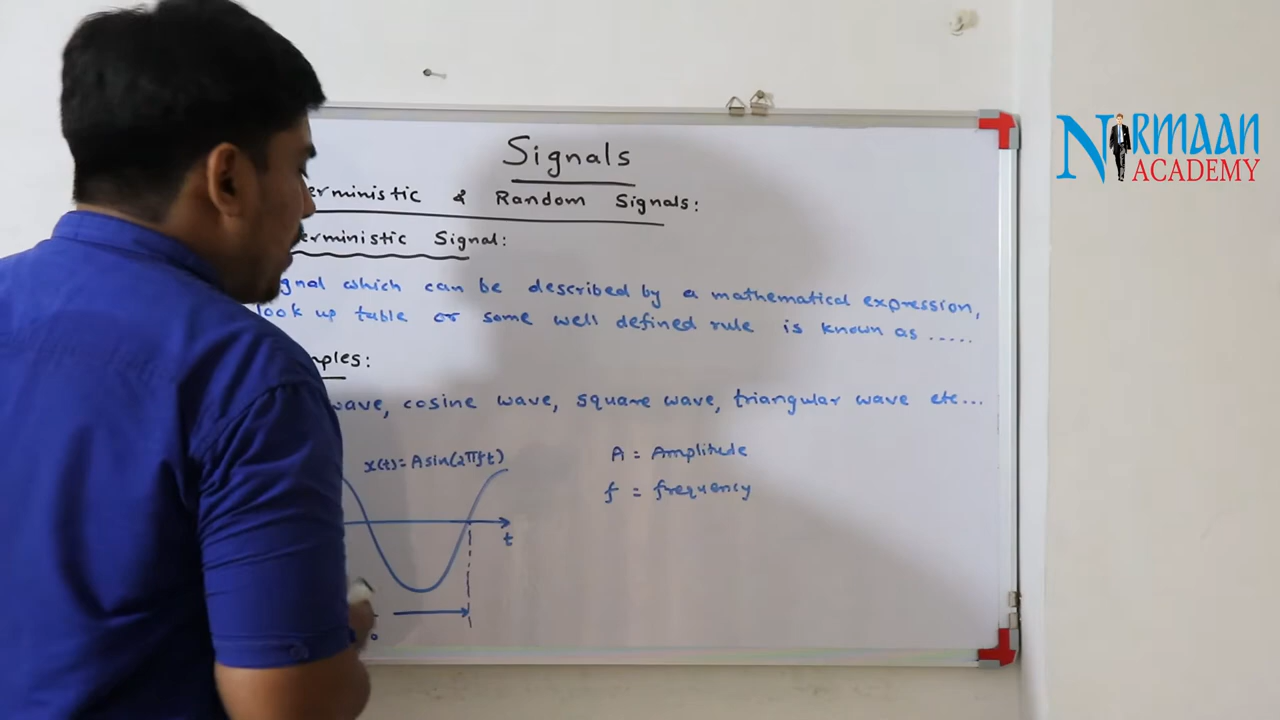 Signals
erministic & Random Signals:
erministic Signal:
gnal which can be described by a mathematical expression,
look up table or some well defined rule is known as .....
mples:
wave, cosine wave, square wave, triangular wave etc...
x(t)=Asin(2πft)
A = Amplitude
f = frequency
t
o
NIRMAAN
ACADEMY